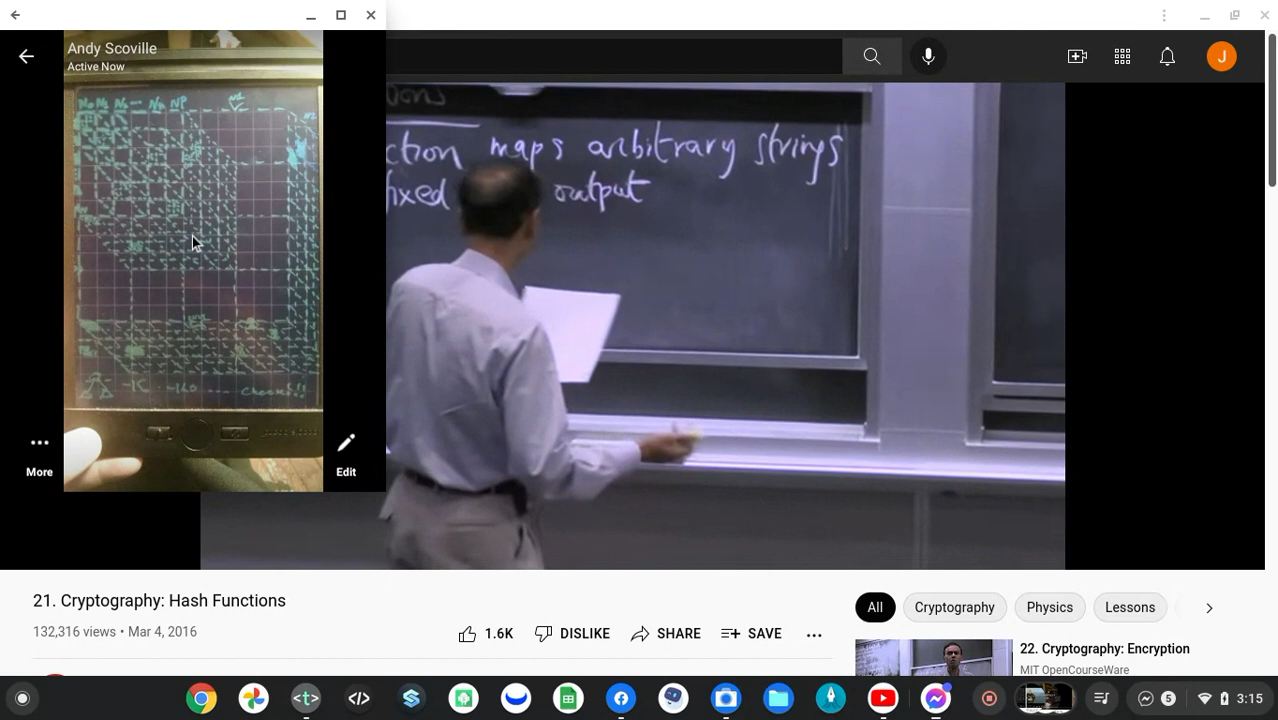 Andy Scoville
Active Now
More
Edit
maps arbitrary strings
fixed output
21. Cryptography: Hash Functions
132,316 views • Mar 4, 2016
1.6K
DISLIKE
SHARE
SAVE
All
Cryptography
Physics
Lessons
22. Cryptography: Encryption
MIT OpenCourseWare
J
5
3:15